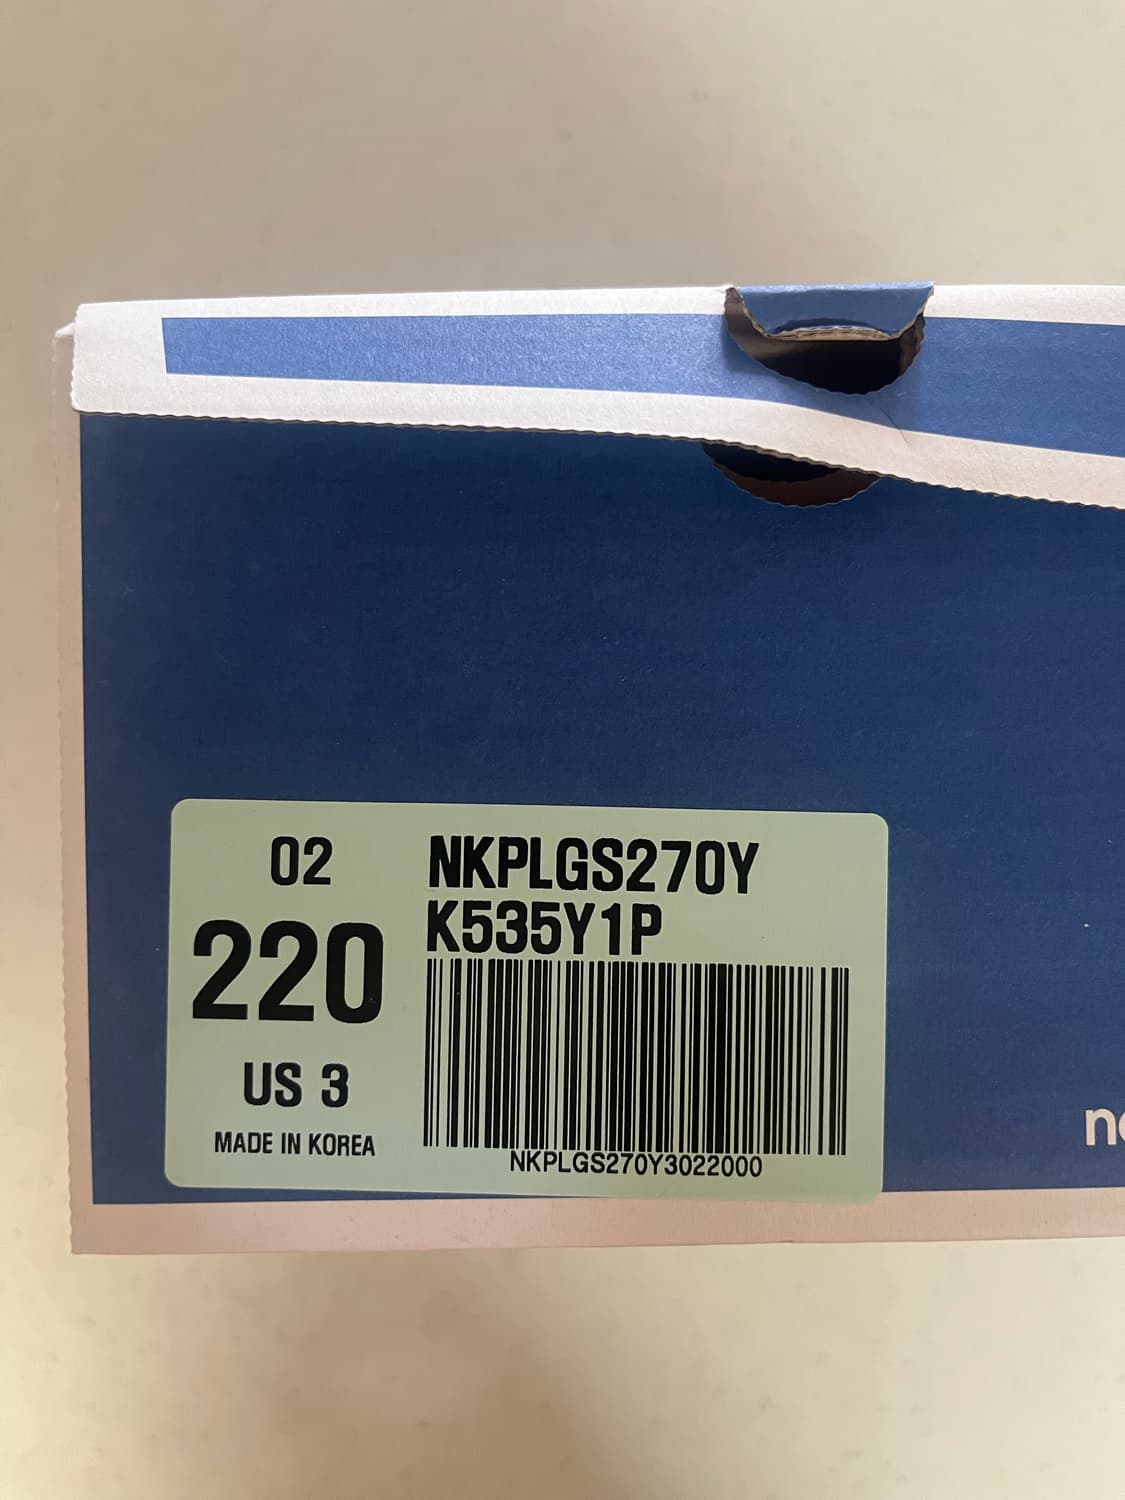 02
220
US 3
MADE IN KOREA
NKPLGS270Y
K535Y1P
NKPLGS270Y3022000